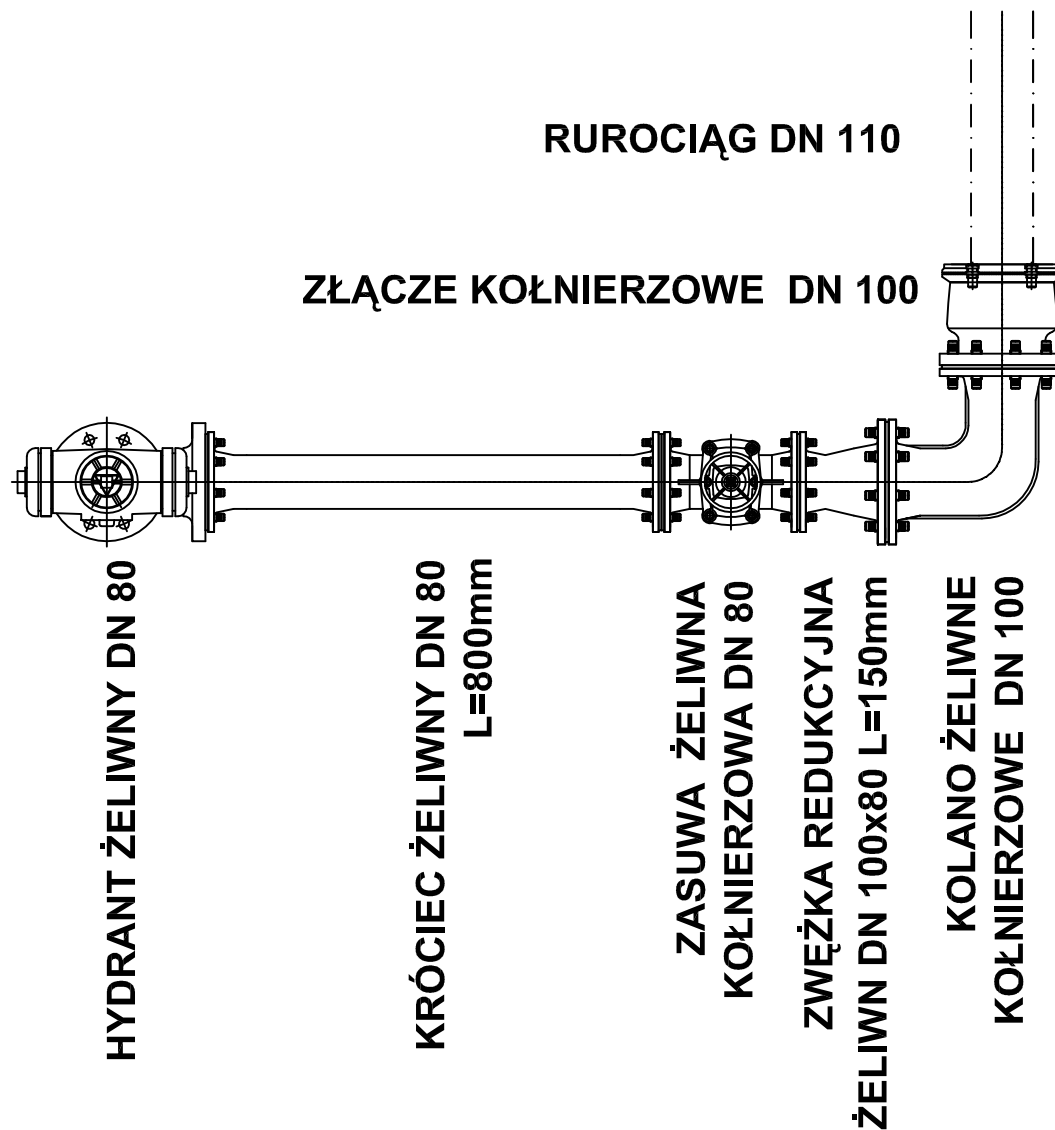 RUROCIĄG DN 110
ZŁĄCZE KOŁNIERZOWE DN 100
HYDRANT ŻELIWNY DN 80
KRÓCIEC ŻELIWNY DN 80
L=800mm
ZASUWA ŻELIWNA
KOŁNIERZOWA DN 80
ZWĘŻKA REDUKCYJNA
ŻELIWN DN 100x80 L=150mm
KOLANO ŻELIWNE
KOŁNIERZOWE DN 100